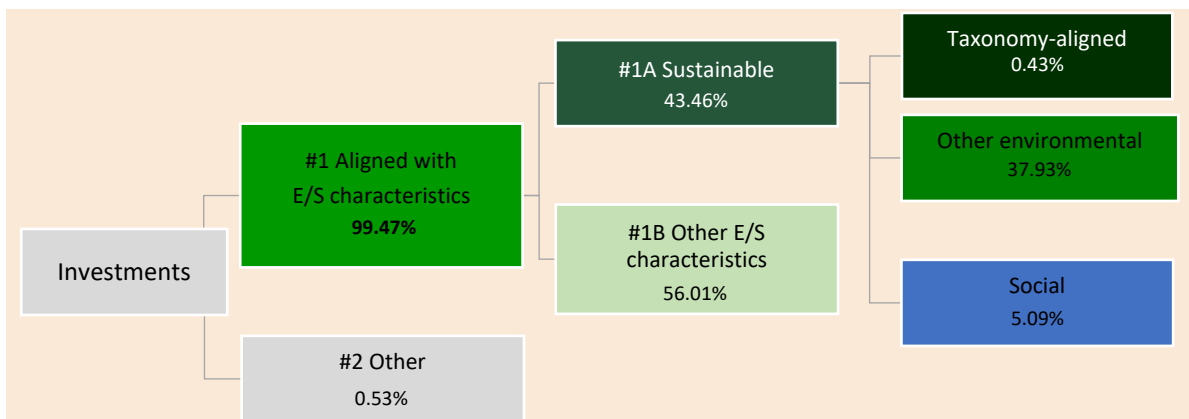 Investments
#1 Aligned with
E/S characteristics
99.47%
#2 Other
0.53%
#1A Sustainable
43.46%
#1B Other E/S
characteristics
56.01%
Taxonomy-aligned
0.43%
Other environmental
37.93%
Social
5.09%